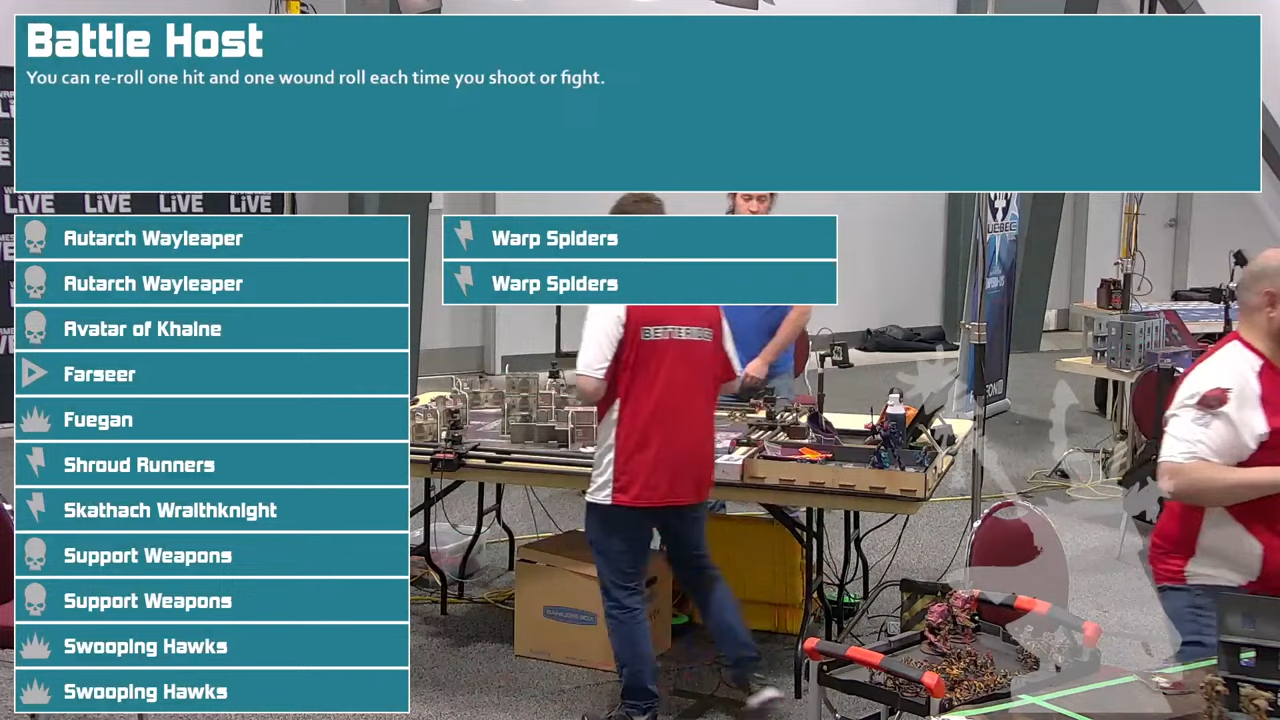 Battle Host
You can re-roll one hit and one wound roll each time you shoot or fight.
LiVE LiVE LiVE LiVE
Autarch Wayleaper
Autarch Wayleaper
Avatar of Khaine
Farseer
Fuegan
Shroud Runners
Skathach Wraithknight
Support Weapons
Support Weapons
Swooping Hawks
Swooping Hawks
Warp Spiders
Warp Spiders